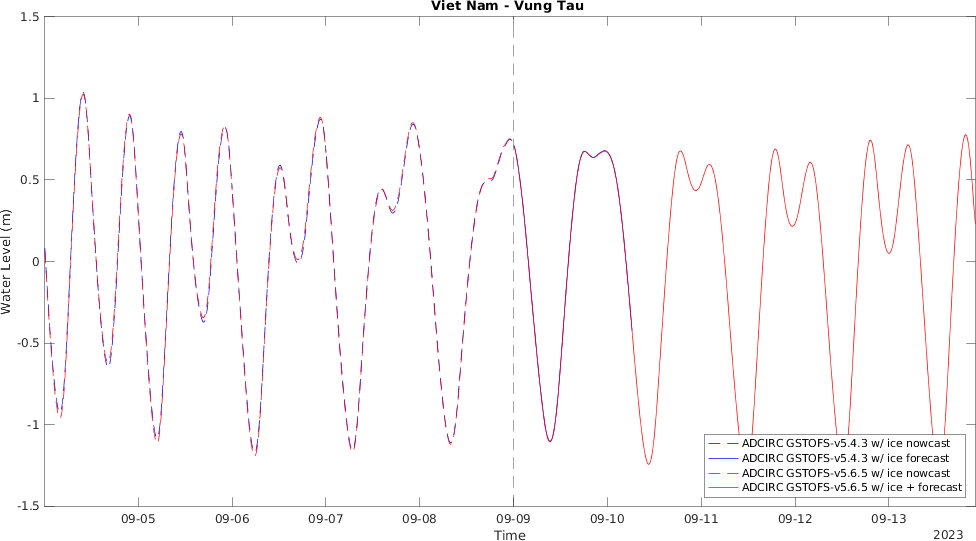 Viet Nam - Vung Tau
1.5
1
0.5
0
-0.5
-1
-1.5
Water Level (m)
09-05
09-06
09-07
09-08
09-09
09-10
09-11
09-12
09-13
Time
2023
ADCIRC GSTOFS-v5.4.3 w/ ice nowcast
ADCIRC GSTOFS-v5.4.3 w/ ice forecast
ADCIRC GSTOFS-v5.6.5 w/ ice nowcast
ADCIRC GSTOFS-v5.6.5 w/ ice + forecast